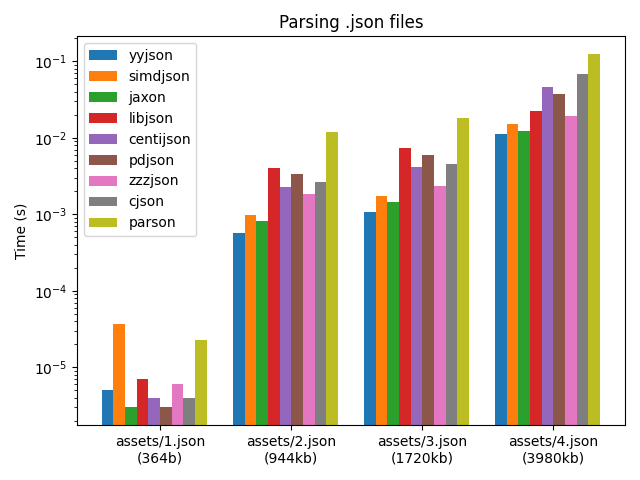 Parsing .json files
Time (s)
10⁻¹
10⁻²
10⁻³
10⁻⁴
10⁻⁵
yyjson
simdjson
jaxon
libjson
centijson
pdjson
zzzjson
cjson
parson
assets/1.json
(364b)
assets/2.json
(944kb)
assets/3.json
(1720kb)
assets/4.json
(3980kb)